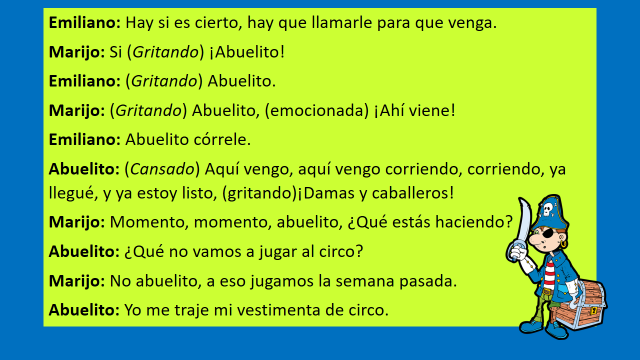 Emiliano: Hay si es cierto, hay que llamarle para que venga.
Marijo: Si (Gritando) ¡Abuelito!
Emiliano: (Gritando) Abuelito.
Marijo: (Gritando) Abuelito, (emocionada) ¡Ahí viene!
Emiliano: Abuelito córrele.
Abuelito: (Cansado) Aquí vengo, aquí vengo corriendo, corriendo, ya
llegué, y ya estoy listo, (gritando)¡Damas y caballeros!
Marijo: Momento, momento, abuelito, ¿Qué estás haciendo?
Abuelito: ¿Qué no vamos a jugar al circo?
Marijo: No abuelito, a eso jugamos la semana pasada.
Abuelito: Yo me traje mi vestimenta de circo.